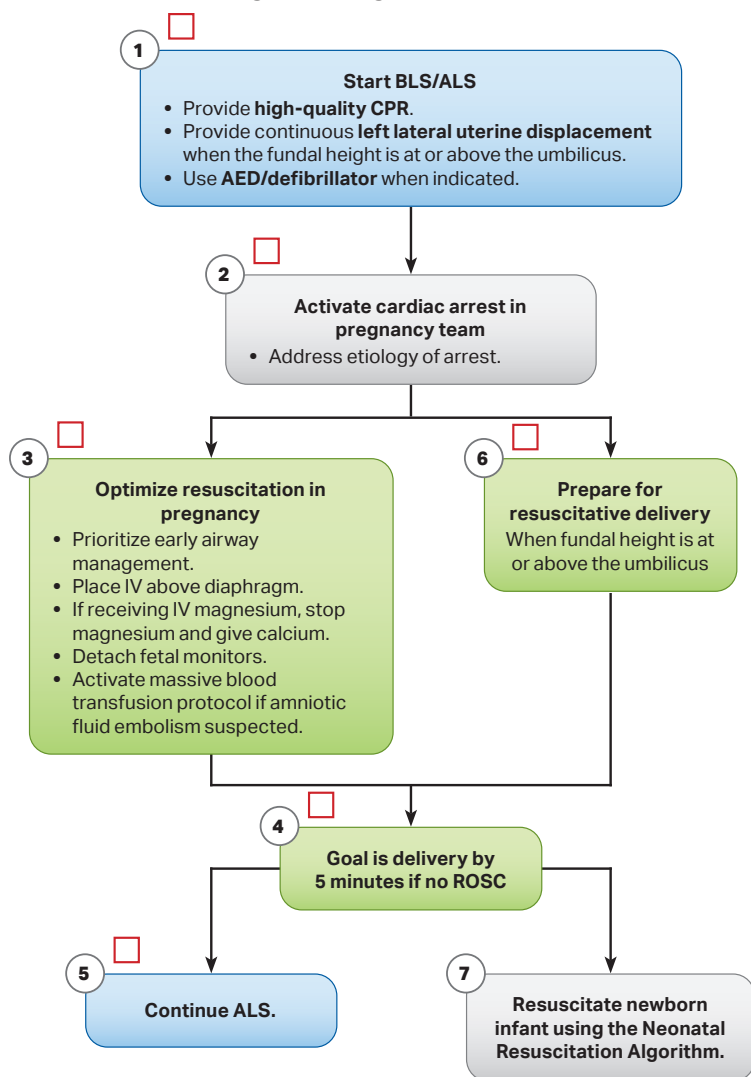 1
Start BLS/ALS
• Provide high-quality CPR.
• Provide continuous left lateral uterine displacement
when the fundal height is at or above the umbilicus.
• Use AED/defibrillator when indicated.
2
Activate cardiac arrest in
pregnancy team
• Address etiology of arrest.
3
Optimize resuscitation in
pregnancy
• Prioritize early airway
management.
• Place IV above diaphragm.
• If receiving IV magnesium, stop
magnesium and give calcium.
• Detach fetal monitors.
• Activate massive blood
transfusion protocol if amniotic
fluid embolism suspected.
6
Prepare for
resuscitative delivery
When fundal height is at
or above the umbilicus
4
Goal is delivery by
5 minutes if no ROSC
5
Continue ALS.
7
Resuscitate newborn
infant using the Neonatal
Resuscitation Algorithm.